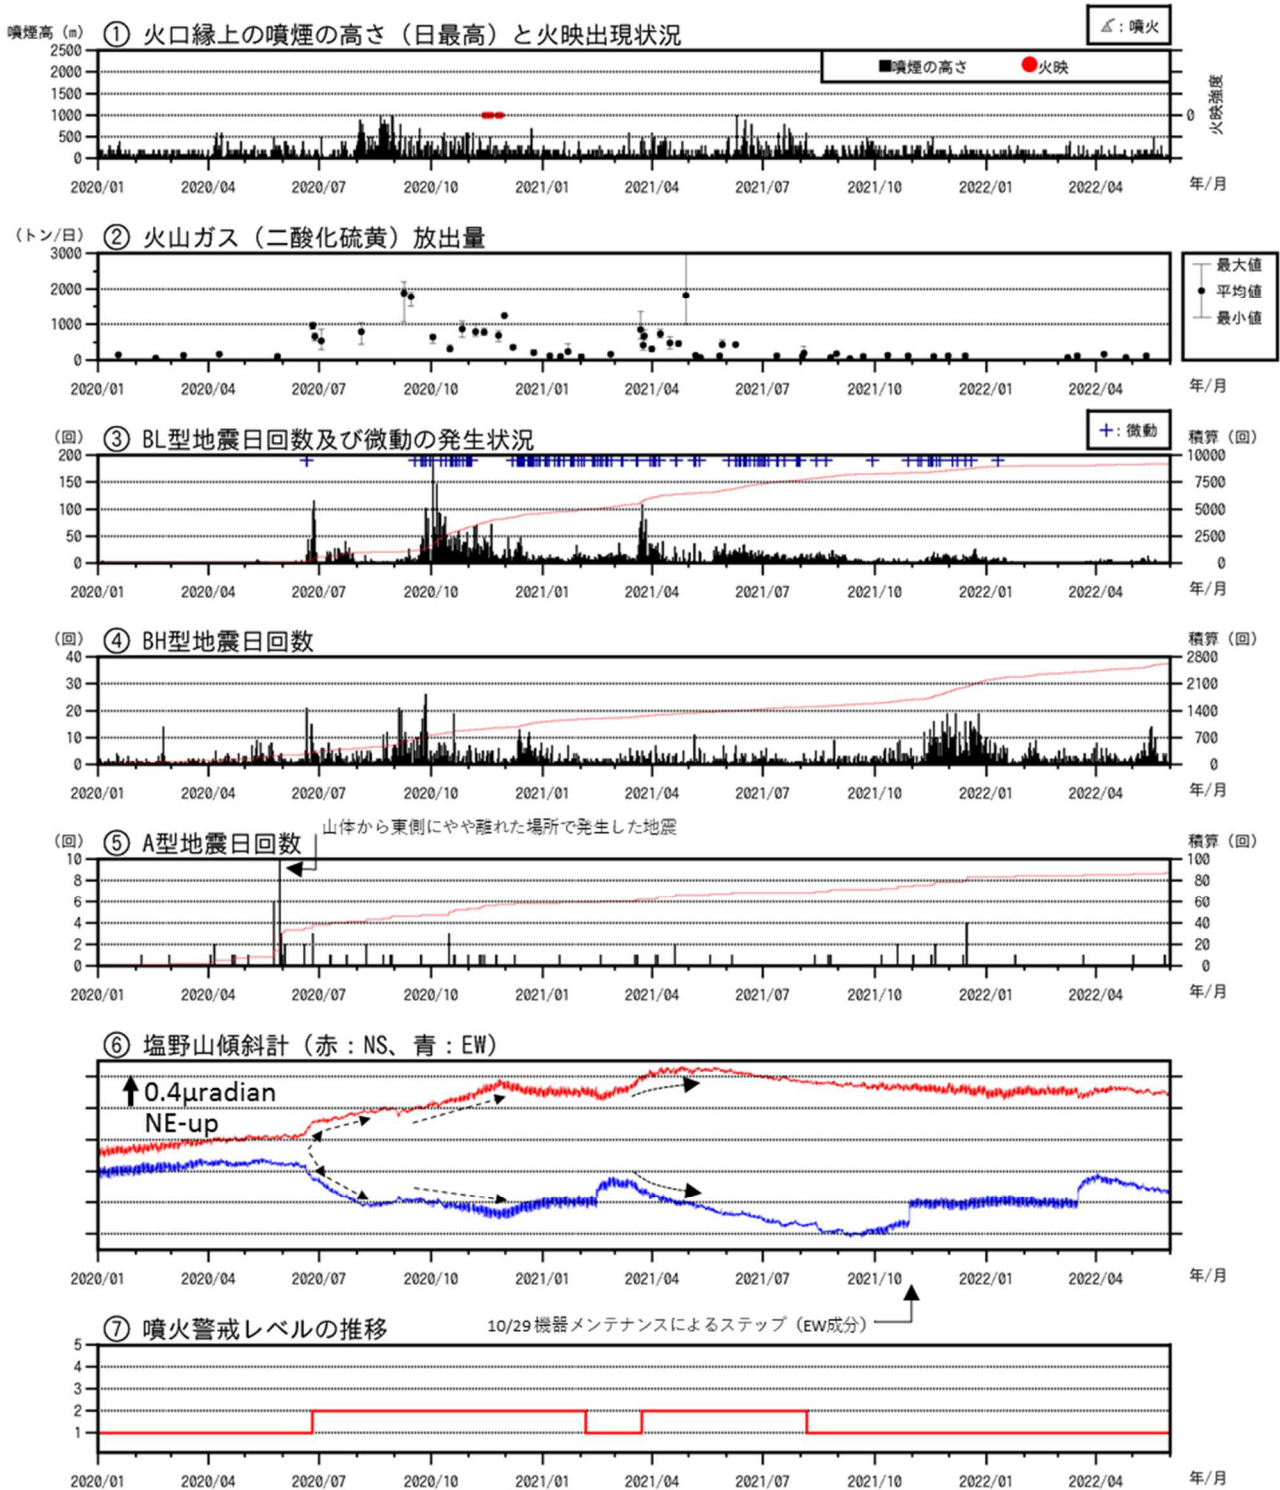 噴煙高(m) ① 火口縁上の噴煙の高さ(日最高)と火映出現状況
∠:噴火
■噴煙の高さ ●火映
2500
2000
1500
1000
500
0
0
火映強度
2020/01 2020/04 2020/07 2020/10 2021/01 2021/04 2021/07 2021/10 2022/01 2022/04 年/月
(トン/日) ② 火山ガス(二酸化硫黄)放出量
3000
2000
1000
0
最大値
平均値
最小値
2020/01 2020/04 2020/07 2020/10 2021/01 2021/04 2021/07 2021/10 2022/01 2022/04 年/月
(回) ③ BL型地震日回数及び微動の発生状況
+:微動
積算(回)
200 10000
150 7500
100 5000
50 2500
0 0
2020/01 2020/04 2020/07 2020/10 2021/01 2021/04 2021/07 2021/10 2022/01 2022/04 年/月
(回) ④ BH型地震日回数 積算(回)
40 2800
30 2100
20 1400
10 700
0 0
2020/01 2020/04 2020/07 2020/10 2021/01 2021/04 2021/07 2021/10 2022/01 2022/04 年/月
山体から東側にやや離れた場所で発生した地震
(回) ⑤ A型地震日回数 積算(回)
10 100
8 80
6 60
4 40
2 20
0 0
2020/01 2020/04 2020/07 2020/10 2021/01 2021/04 2021/07 2021/10 2022/01 2022/04 年/月
⑥ 塩野山傾斜計(赤:NS、青:EW)
0.4μradian
NE-up
2020/01 2020/04 2020/07 2020/10 2021/01 2021/04 2021/07 2021/10 2022/01 2022/04 年/月
10/29 機器メンテナンスによるステップ(EW成分)
⑦ 噴火警戒レベルの推移
5
4
3
2
1
2020/01 2020/04 2020/07 2020/10 2021/01 2021/04 2021/07 2021/10 2022/01 2022/04 年/月